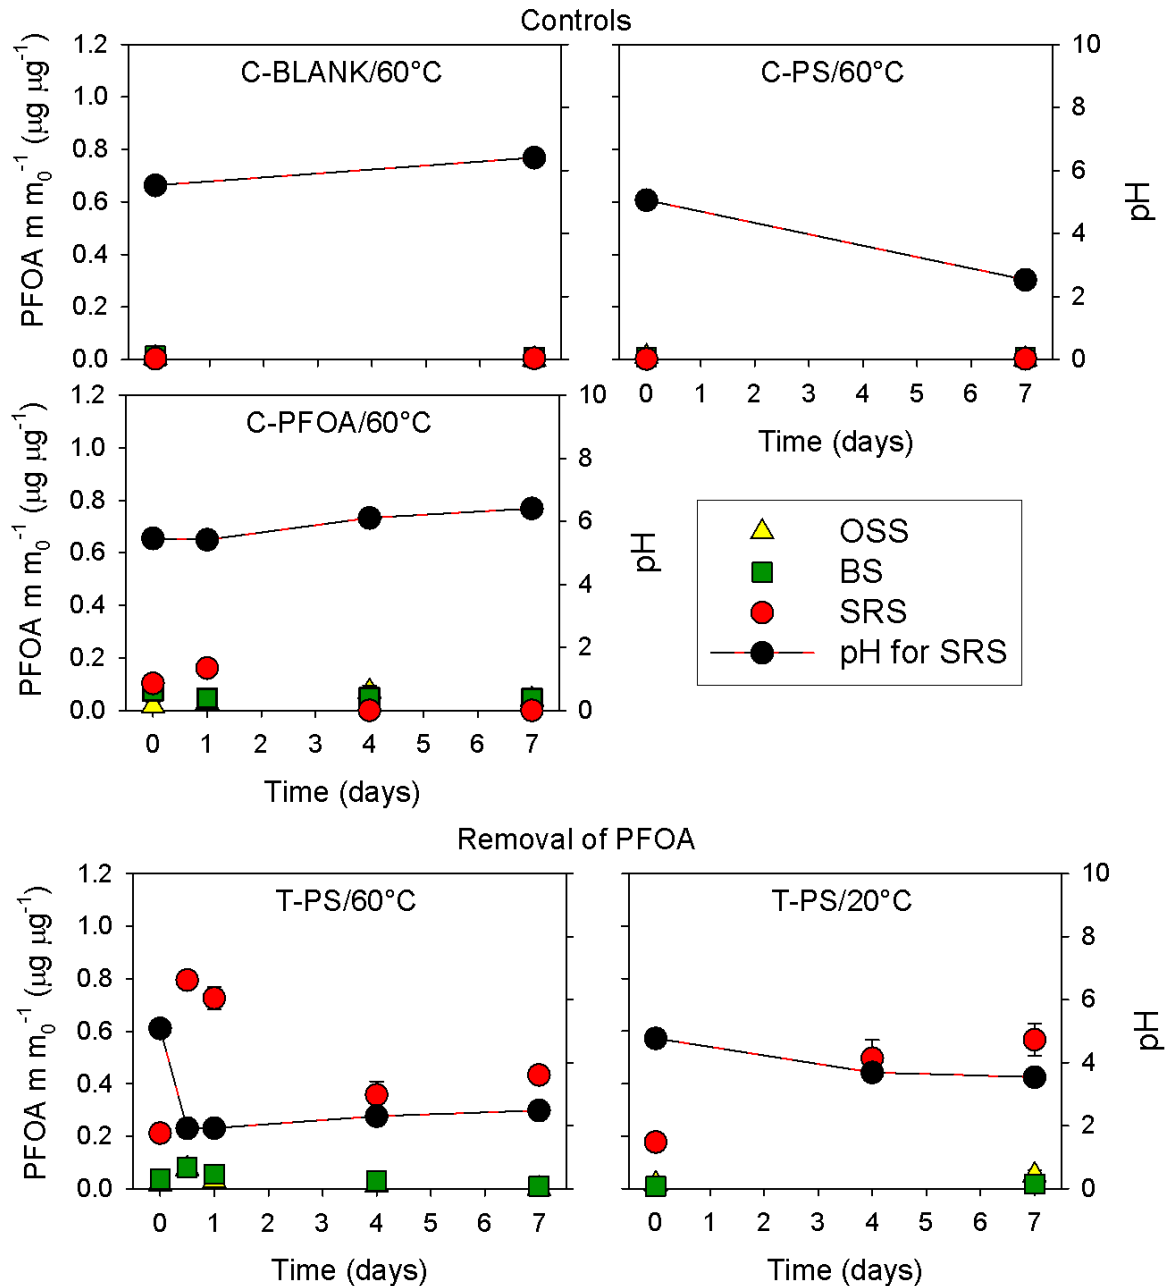 Controls
C-BLANK/60°C
C-PS/60°C
1.2
1.0
0.8
0.6
0.4
0.2
0.0
PFOA m m₀⁻¹ (μg μg⁻¹)
10
8
6
4
2
0
pH
0 1 2 3 4 5 6 7
Time (days)
C-PFOA/60°C
1.2
1.0
0.8
0.6
0.4
0.2
0.0
PFOA m m₀⁻¹ (μg μg⁻¹)
10
8
6
4
2
0
pH
0 1 2 3 4 5 6 7
Time (days)
OSS
BS
SRS
pH for SRS
Removal of PFOA
T-PS/60°C
T-PS/20°C
1.2
1.0
0.8
0.6
0.4
0.2
0.0
PFOA m m₀⁻¹ (μg μg⁻¹)
10
8
6
4
2
0
pH
0 1 2 3 4 5 6 7
0 1 2 3 4 5 6 7
Time (days)
Time (days)